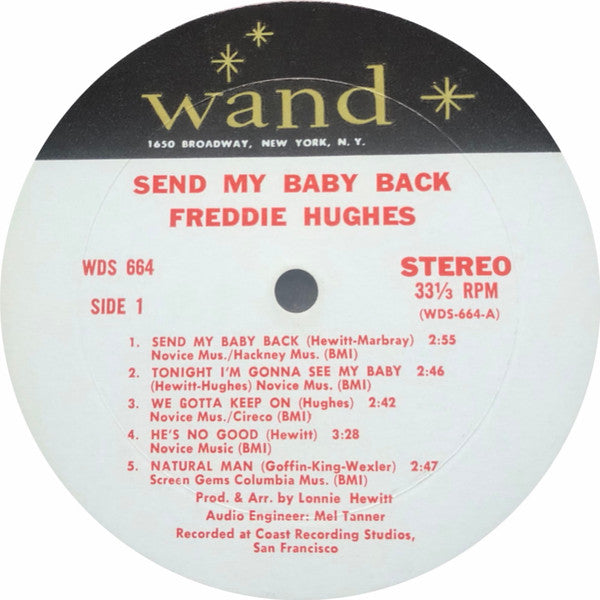 wand
1650 BROADWAY, NEW YORK, N. Y.
SEND MY BABY BACK
FREDDIE HUGHES
WDS 664
STEREO
SIDE 1
33⅓ RPM
(WDS-664-A)
1. SEND MY BABY BACK (Hewitt-Marbray) 2:55
Novice Mus./Hackney Mus. (BMI)
2. TONIGHT I'M GONNA SEE MY BABY 2:46
(Hewitt-Hughes) Novice Mus. (BMI)
3. WE GOTTA KEEP ON (Hughes) 2:42
Novice Mus./Cireco (BMI)
4. HE'S NO GOOD (Hewitt) 3:28
Novice Music (BMI)
5. NATURAL MAN (Goffin-King-Wexler) 2:47
Screen Gems Columbia Mus. (BMI)
Prod. & Arr. by Lonnie Hewitt
Audio Engineer: Mel Tanner
Recorded at Coast Recording Studios,
San Francisco